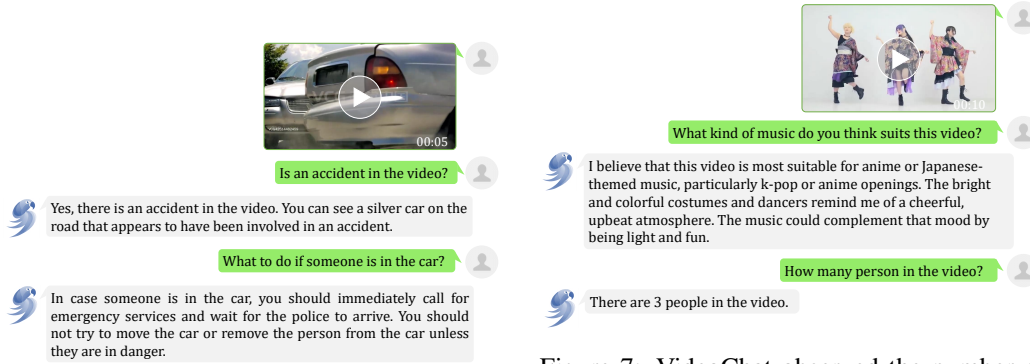 00:05
Is an accident in the video?
Yes, there is an accident in the video. You can see a silver car on the
road that appears to have been involved in an accident.
What to do if someone is in the car?
In case someone is in the car, you should immediately call for
emergency services and wait for the police to arrive. You should
not try to move the car or remove the person from the car unless
they are in danger.
00:10
What kind of music do you think suits this video?
I believe that this video is most suitable for anime or Japanese-
themed music, particularly k-pop or anime openings. The bright
and colorful costumes and dancers remind me of a cheerful,
upbeat atmosphere. The music could complement that mood by
being light and fun.
How many person in the video?
There are 3 people in the video.